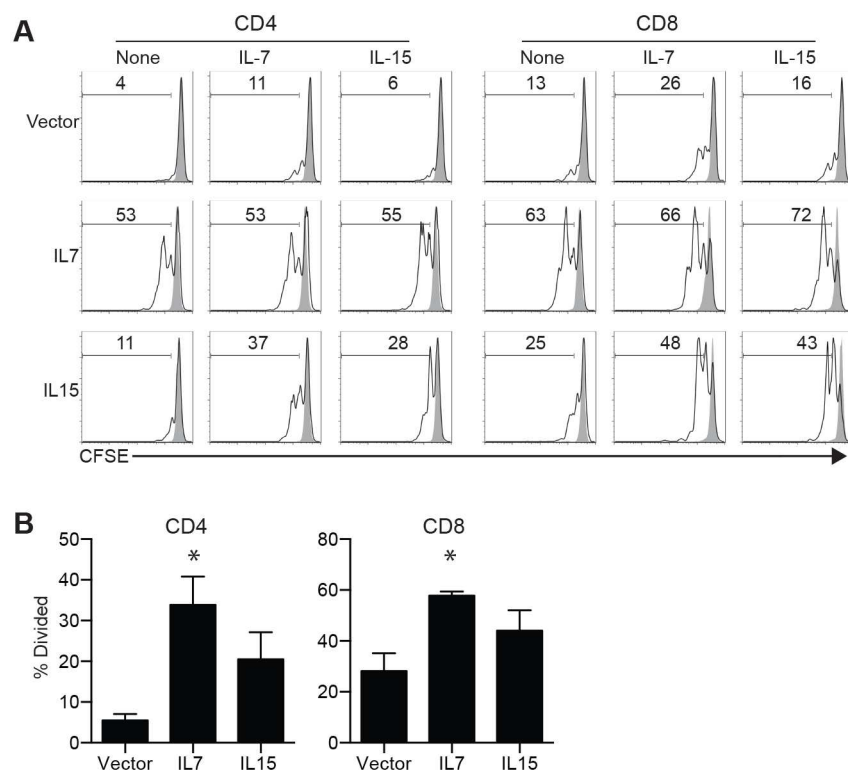 A
CD4 CD8
None IL-7 IL-15 None IL-7 IL-15
Vector 4 11 6 13 26 16
IL7 53 53 55 63 66 72
IL15 11 37 28 25 48 43
CFSE
B
CD4 CD8
% Divided
50
40
30
20
10
0
*
Vector IL7 IL15
80
60
40
20
0
*
Vector IL7 IL15